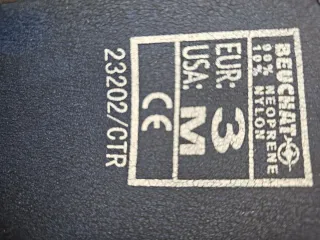 BEUCHAT
90% NEOPRENE
10% NYLON
EUR: 3
USA: M
CE
23202/CTR